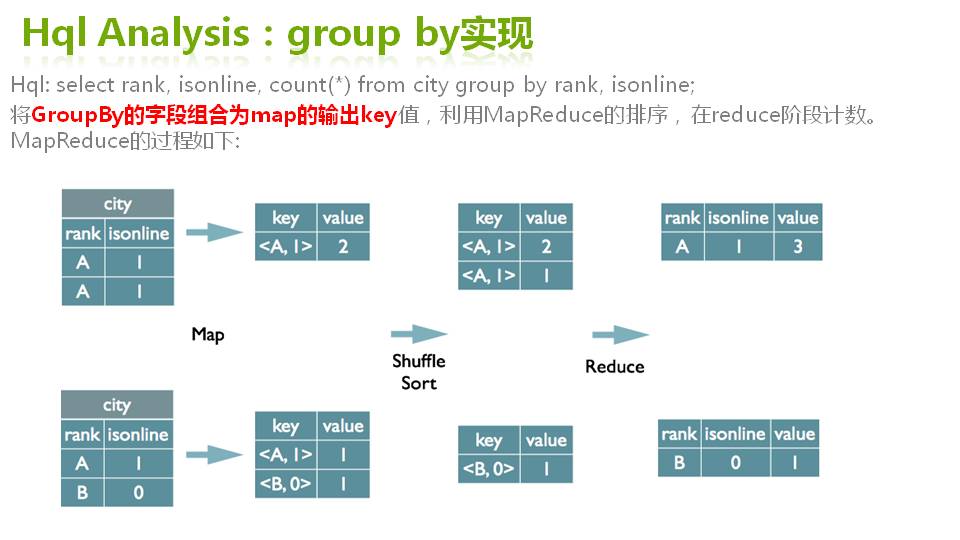 Hql Analysis：group by实现
Hql: select rank, isonline, count(*) from city group by rank, isonline;
将GroupBy的字段组合为map的输出key值，利用MapReduce的排序，在reduce阶段计数。
MapReduce的过程如下:
city
rank isonline
A 1
A 1
key value
<A, 1> 2
key value
<A, 1> 2
<A, 1> 1
rank isonline value
A 1 3
Map
Shuffle
Sort
Reduce
city
rank isonline
A 1
B 0
key value
<A, 1> 1
<B, 0> 1
key value
<B, 0> 1
rank isonline value
B 0 1